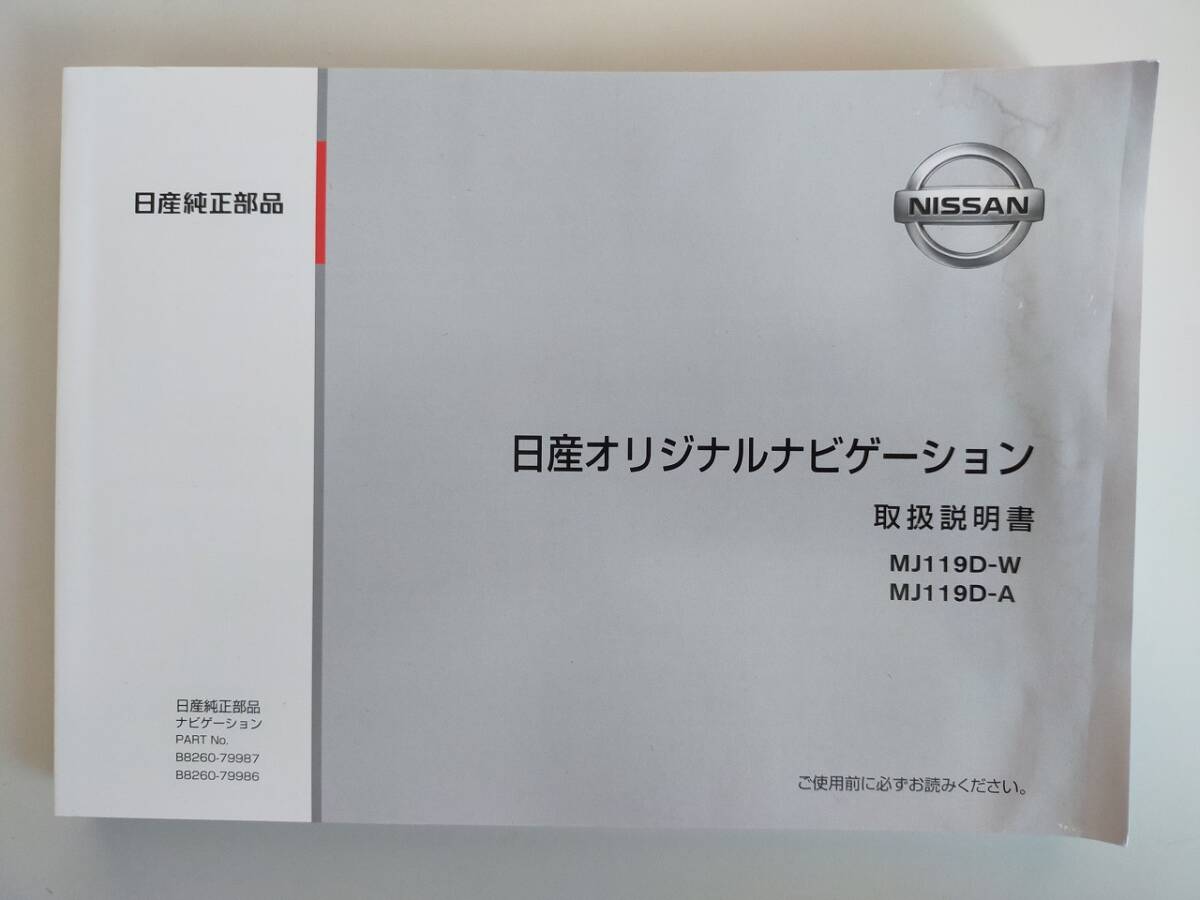 日産純正部品
NISSAN
日産オリジナルナビゲーション
取扱説明書
MJ119D-W
MJ119D-A
日産純正部品
ナビゲーション
PART No.
B8260-79987
B8260-79986
ご使用前に必ずお読みください。